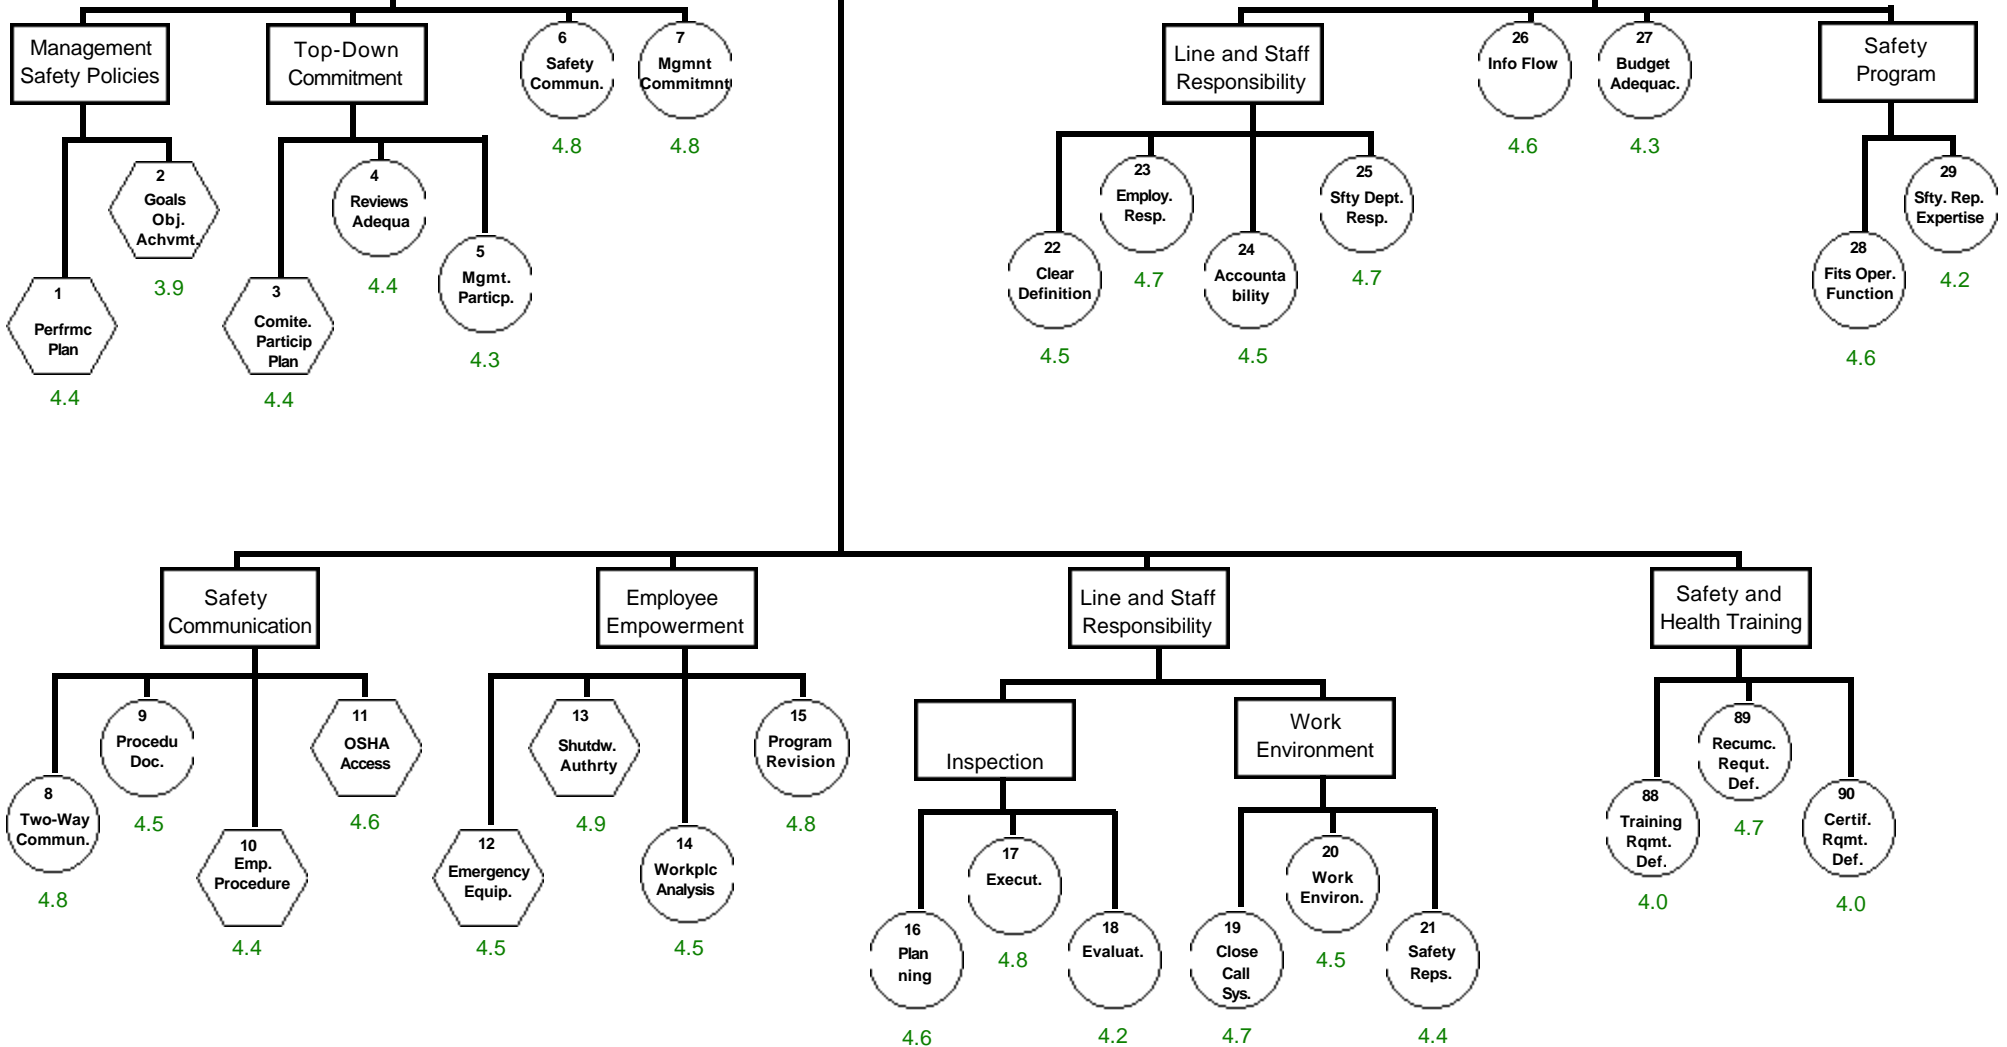 Management
Safety Policies
Top-Down
Commitment
6
Safety
Commun.
4.8
7
Mgmnt
Commitmnt
4.8
1
Perfrmc
Plan
4.4
2
Goals
Obj.
Achvmt.
3.9
3
Comite.
Particip
Plan
4.4
4
Reviews
Adequa
4.4
5
Mgmt.
Particp.
4.3
Line and Staff
Responsibility
26
Info Flow
4.6
27
Budget
Adequac.
4.3
Safety
Program
22
Clear
Definition
4.5
23
Employ.
Resp.
4.7
24
Accounta
bility
4.5
25
Sfty Dept.
Resp.
4.7
28
Fits Oper.
Function
4.6
29
Sfty. Rep.
Expertise
4.2
Safety
Communication
8
Two-Way
Commun.
4.8
9
Procedu
Doc.
4.5
10
Emp.
Procedure
4.4
11
OSHA
Access
4.6
Employee
Empowerment
12
Emergency
Equip.
4.5
13
Shutdw.
Authrty
4.9
14
Workplc
Analysis
4.5
15
Program
Revision
4.8
Line and Staff
Responsibility
Inspection
16
Plan
ning
4.6
17
Execut.
4.8
18
Evaluat.
4.2
Work
Environment
19
Close
Call
Sys.
4.7
20
Work
Environ.
4.5
21
Safety
Reps.
4.4
Safety and
Health Training
88
Training
Rqmt.
Def.
4.0
89
Recumc.
Requt.
Def.
4.7
90
Certif.
Rqmt.
Def.
4.0